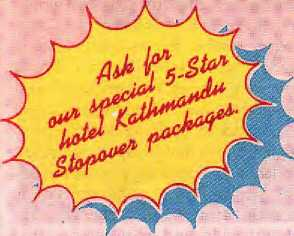 Ask for
our special 5-Star
hotel Kathmandu
Stopover packages.